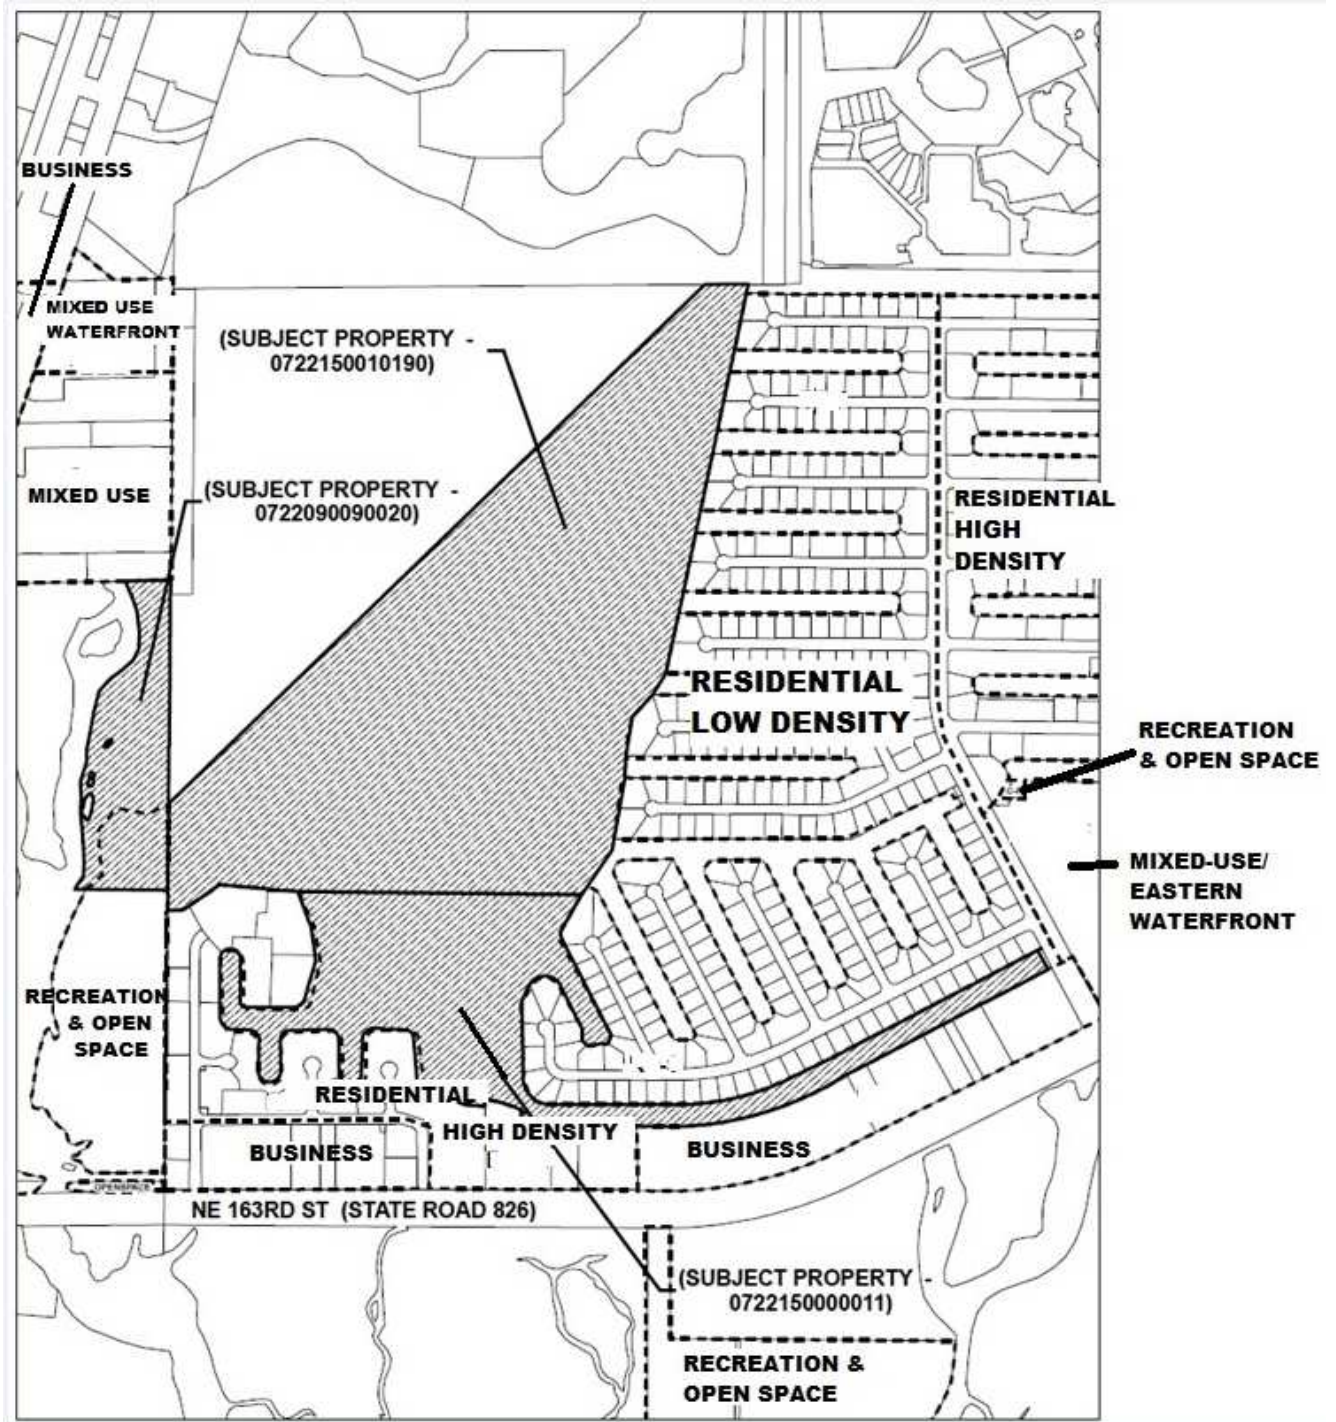 BUSINESS
MIXED USE
WATERFRONT
(SUBJECT PROPERTY -
0722150010190)
(SUBJECT PROPERTY -
0722090090020)
MIXED USE
RESIDENTIAL
HIGH
DENSITY
RESIDENTIAL
LOW DENSITY
RECREATION
& OPEN SPACE
MIXED-USE/
EASTERN
WATERFRONT
RECREATION
& OPEN
SPACE
RESIDENTIAL
HIGH DENSITY
BUSINESS
BUSINESS
OPENSPACE
NE 163RD ST (STATE ROAD 826)
(SUBJECT PROPERTY -
0722150000011)
RECREATION &
OPEN SPACE